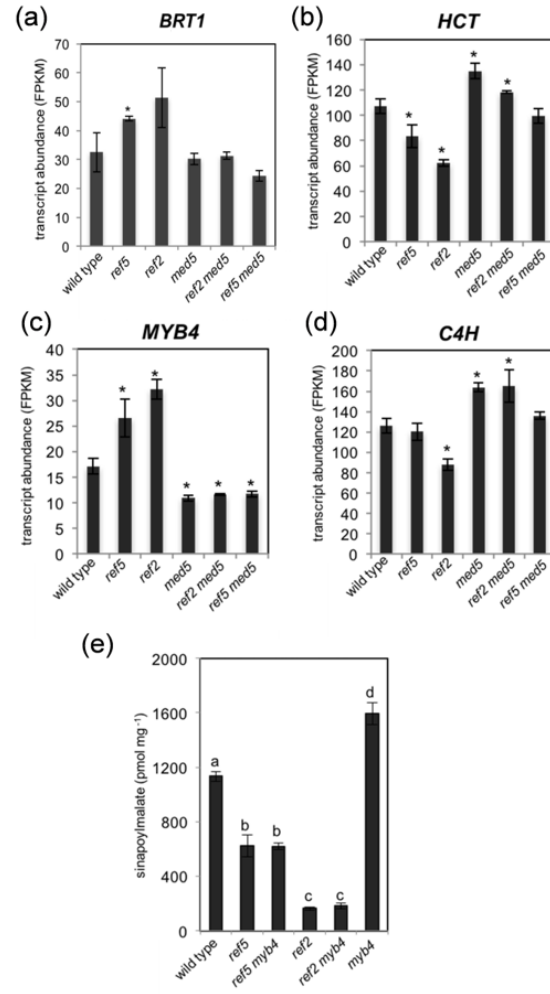 (a)
BRT1
transcript abundance (FPKM)
70
60
50
40
30
20
10
0
*
wild type
ref5
ref2
med5
ref2 med5
ref5 med5
(b)
HCT
transcript abundance (FPKM)
160
140
120
100
80
60
40
20
0
*
*
*
*
wild type
ref5
ref2
med5
ref2 med5
ref5 med5
(c)
MYB4
transcript abundance (FPKM)
40
35
30
25
20
15
10
5
0
*
*
*
*
*
wild type
ref5
ref2
med5
ref2 med5
ref5 med5
(d)
C4H
transcript abundance (FPKM)
200
180
160
140
120
100
80
60
40
20
0
*
*
*
wild type
ref5
ref2
med5
ref2 med5
ref5 med5
(e)
sinapoylmalate (pmol mg -1)
2000
1600
1200
800
400
0
a
b
b
c
c
d
wild type
ref5
ref5 myb4
ref2
ref2 myb4
myb4